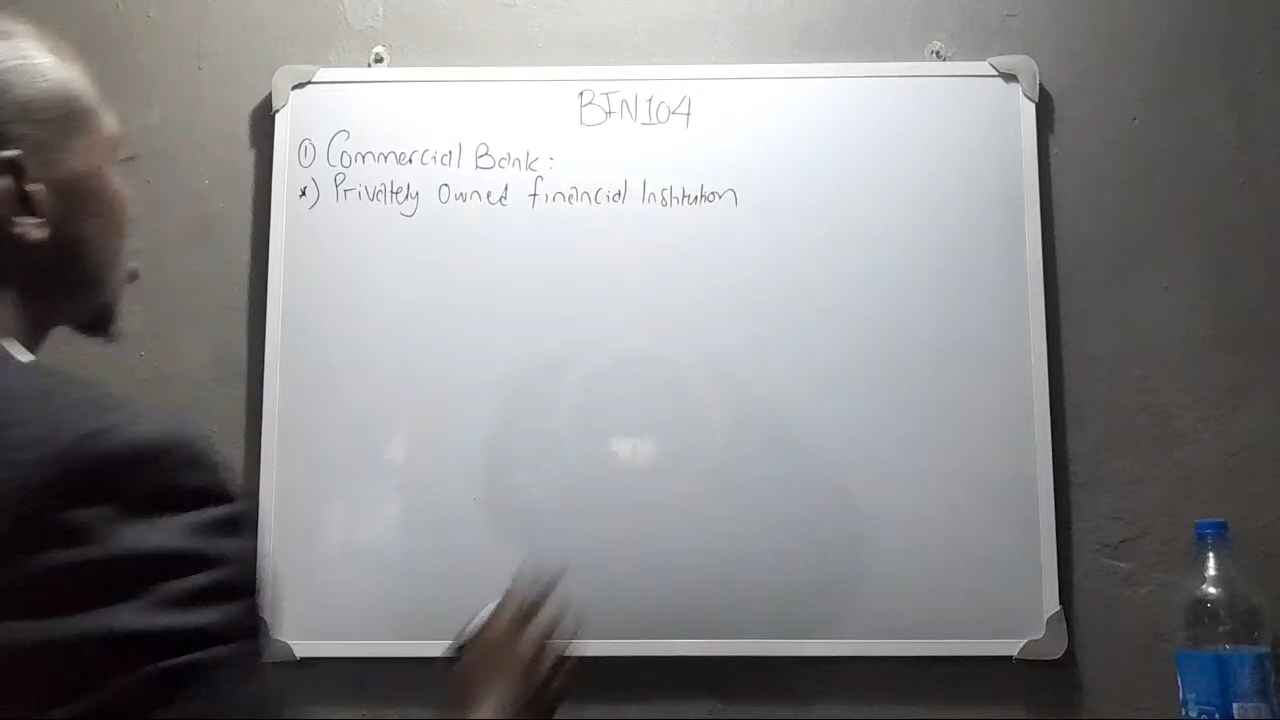 BFN104
① Commercial Bank:
*) Privately Owned financial Institution